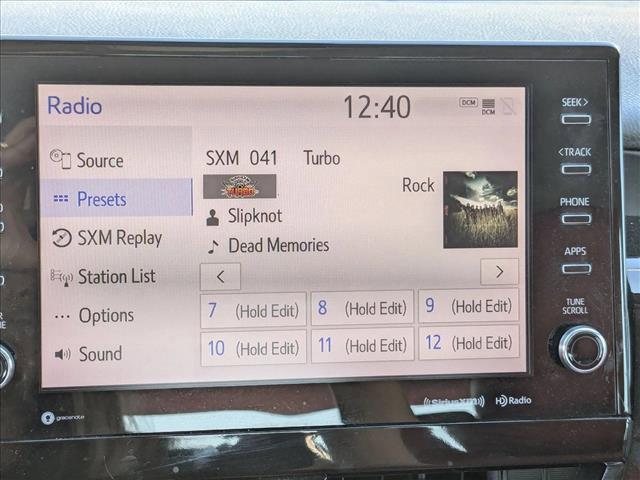 Radio 12:40 DCM DCM
SEEK >
Source
SXM 041 Turbo
< TRACK
TURBO
Rock
Presets
Slipknot
PHONE
SXM Replay
Dead Memories
APPS
Station List
< >
7 (Hold Edit) 8 (Hold Edit) 9 (Hold Edit)
TUNE
SCROLL
Options
10 (Hold Edit) 11 (Hold Edit) 12 (Hold Edit)
Sound
SiriusXM HD Radio
gracenote